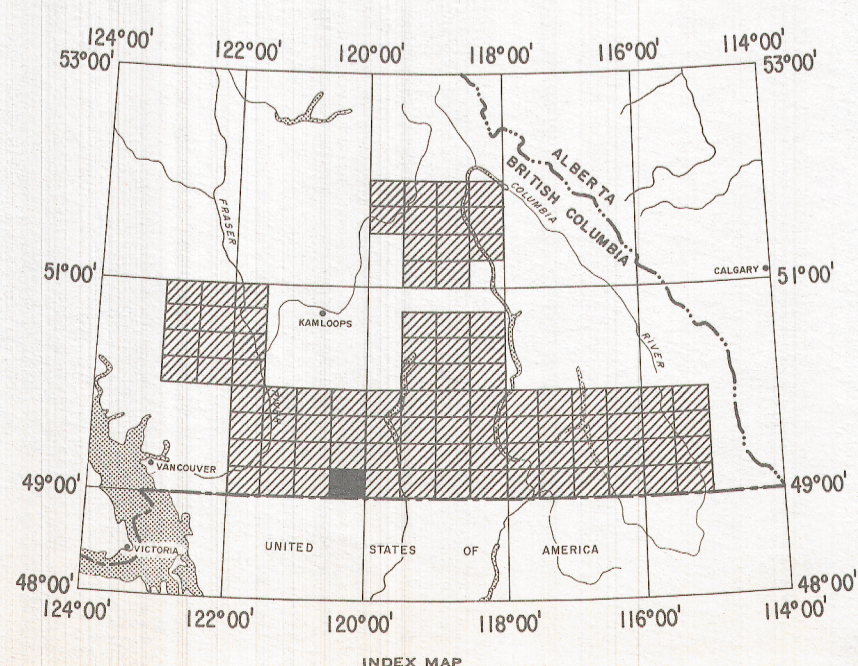 124°00'
122°00'
120°00'
118°00'
116°00'
114°00'
53°00'
53°00'
ALBERTA
BRITISH COLUMBIA
COLUMBIA
FRASER
51°00'
CALGARY
51°00'
KAMLOOPS
RIVER
VANCOUVER
49°00'
49°00'
VICTORIA
UNITED STATES OF AMERICA
48°00'
48°00'
124°00'
122°00'
120°00'
118°00'
116°00'
114°00'
INDEX MAP